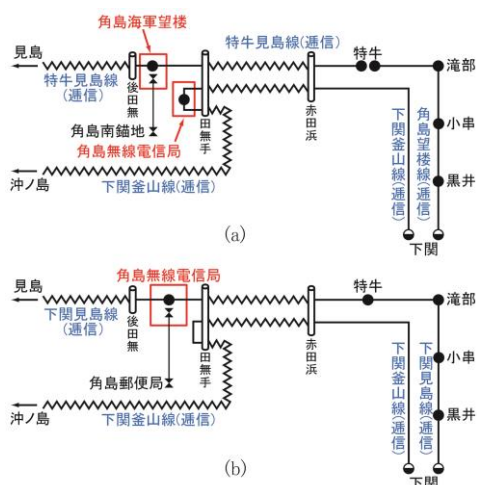 角島海軍望楼
特牛見島線(逓信)
見島
特牛
滝部
特牛見島線
(逓信)
後田無
田無手
赤田浜
小串
角島南錨地
角島無線電信局
黒井
沖ノ島
下関釜山線(逓信)
下関釜山線(逓信)
角島望楼線(逓信)
下関
(a)
角島無線電信局
見島
特牛
滝部
下関見島線
(逓信)
後田無
田無手
赤田浜
小串
角島郵便局
黒井
沖ノ島
下関釜山線(逓信)
下関釜山線(逓信)
下関見島線(逓信)
下関
(b)